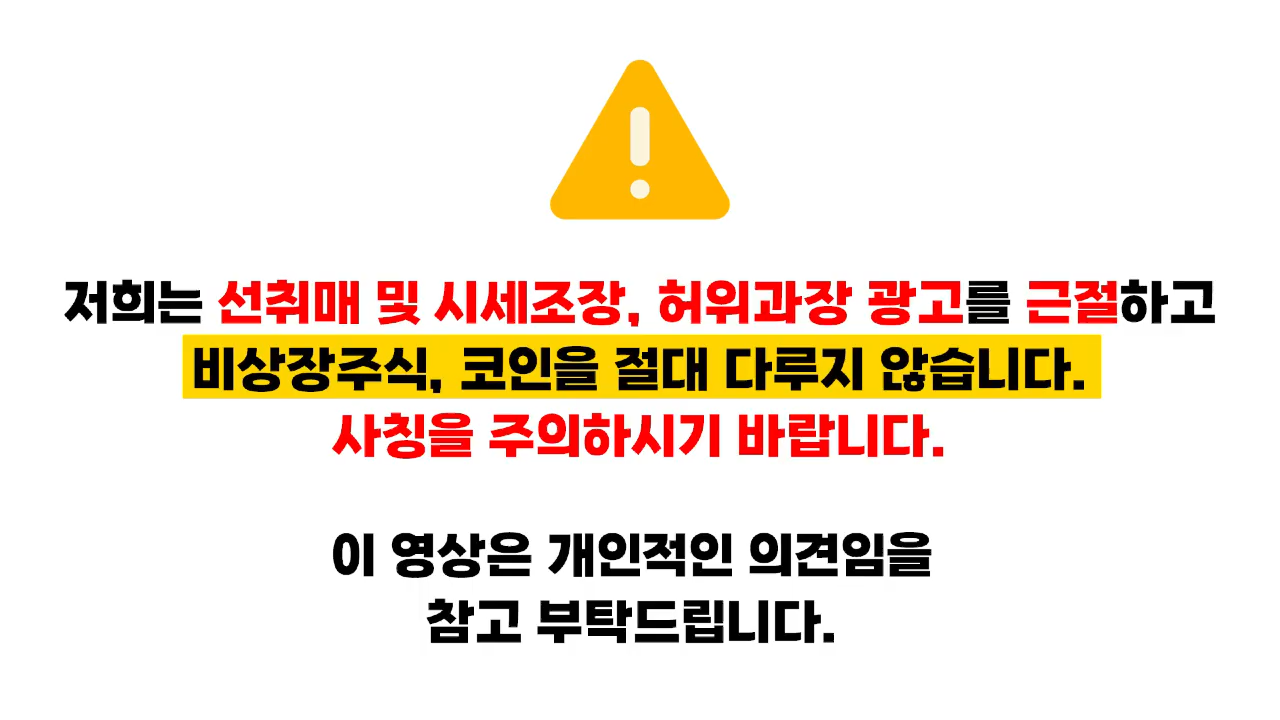 저희는 선취매 및 시세조장, 허위과장 광고를 근절하고
비상장주식, 코인을 절대 다루지 않습니다.
사칭을 주의하시기 바랍니다.
이 영상은 개인적인 의견임을
참고 부탁드립니다.